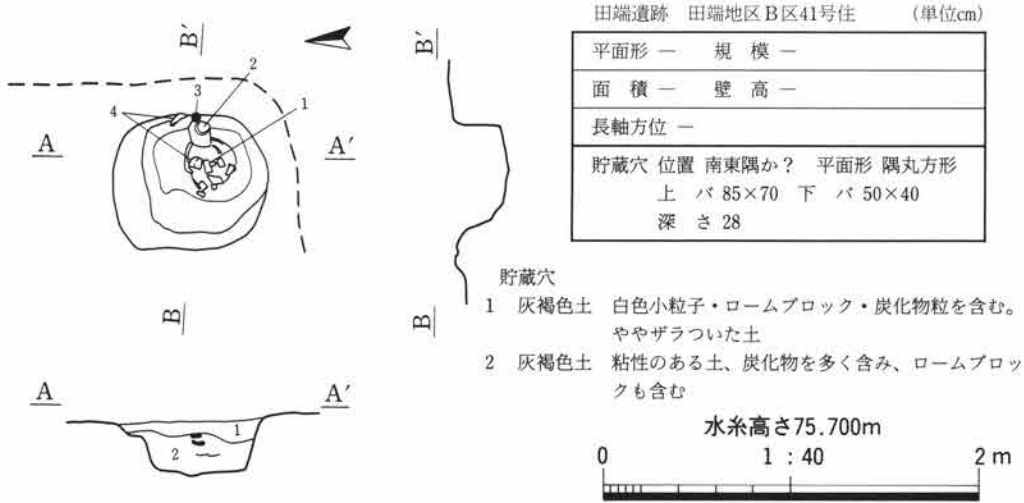 田端遺跡 田端地区B区41号住 (単位cm)
平面形 ー 規模 ー
面積 ー 壁高 ー
長軸方位 ー
貯蔵穴 位置 南東隅か? 平面形 隅丸方形
上バ 85×70 下バ 50×40
深さ 28
B′
2
3
1
4
A
A′
B
B′
B
貯蔵穴
1 灰褐色土 白色小粒子・ロームブロック・炭化物粒を含む。
ややザラついた土
2 灰褐色土 粘性のある土、炭化物を多く含み、ロームブロッ
クも含む
A
A′
1
2
水糸高さ75.700m
0 1:40 2m